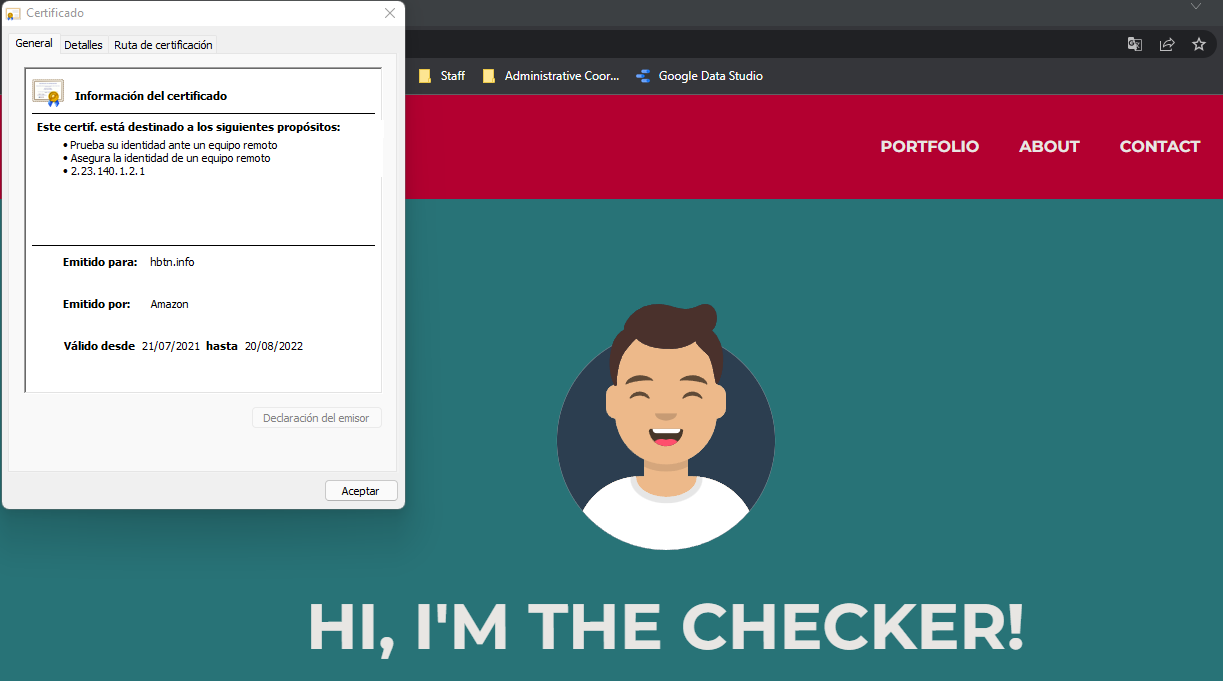 Certificado
General Detalles Ruta de certificación
Información del certificado
Este certif. está destinado a los siguientes propósitos:
• Prueba su identidad ante un equipo remoto
• Asegura la identidad de un equipo remoto
• 2.23.140.1.2.1
Emitido para: hbtn.info
Emitido por: Amazon
Válido desde 21/07/2021 hasta 20/08/2022
Declaración del emisor
Aceptar
Staff Administrative Coor... Google Data Studio
PORTFOLIO ABOUT CONTACT
HI, I'M THE CHECKER!